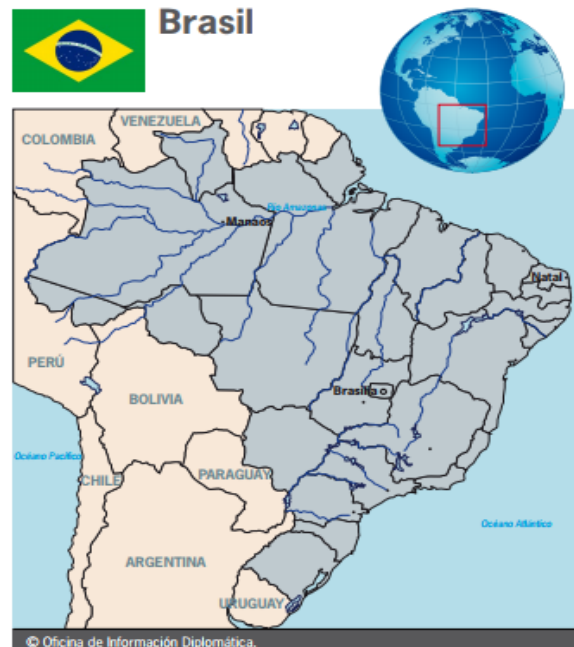 Brasil
VENEZUELA
COLOMBIA
Río Amazonas
Manaos
Natal
PERÚ
Brasilia
BOLIVIA
Océano Pacífico
CHILE
PARAGUAY
Océano Atlántico
ARGENTINA
URUGUAY
© Oficina de Información Diplomática.